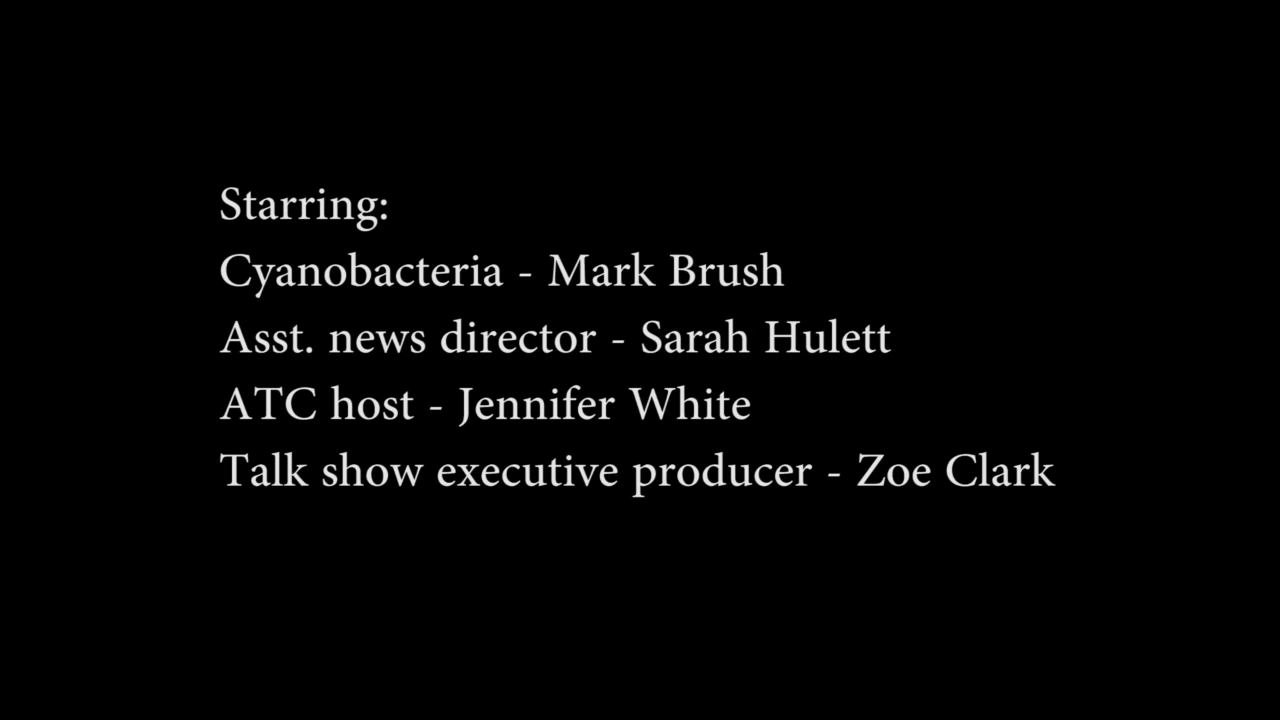 Starring:
Cyanobacteria - Mark Brush
Asst. news director - Sarah Hulett
ATC host - Jennifer White
Talk show executive producer - Zoe Clark